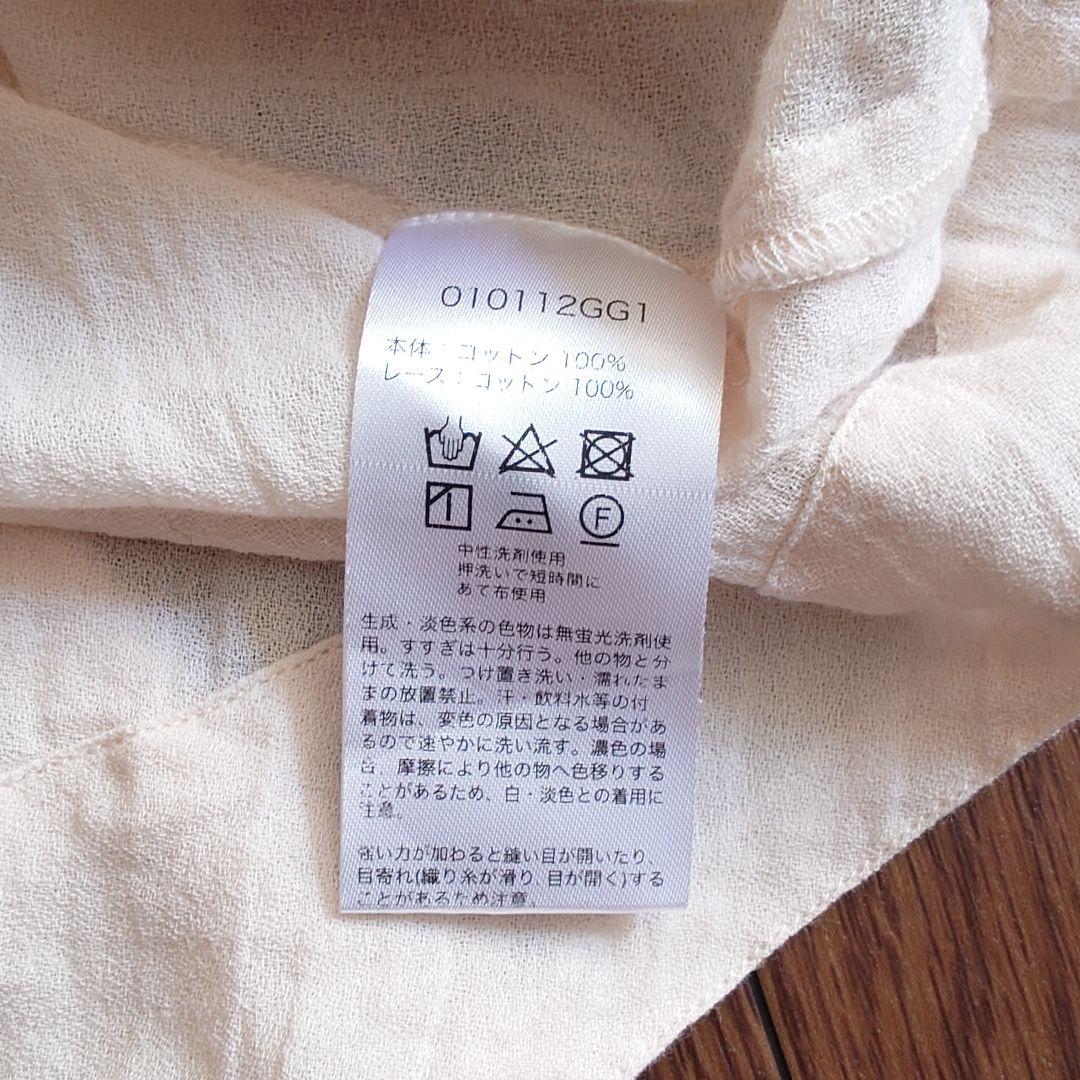 010112GG1
本体：コットン 100%
レース：コットン 100%
F
中性洗剤使用
押洗いで短時間に
あて布使用
生成・淡色系の色物は無蛍光洗剤使
用。すすぎは十分行う。他の物と分
けて洗う。つけ置き洗い・濡れたま
まの放置禁止。汗・飲料水等の付
着物は、変色の原因となる場合があ
るので速やかに洗い流す。濃色の場
合、摩擦により他の物へ色移りする
ことがあるため、白・淡色との着用に
注意。
強い力が加わると縫い目が開いたり、
目寄れ(織り糸が滑り、目が開く)する
ことがあるため注意。